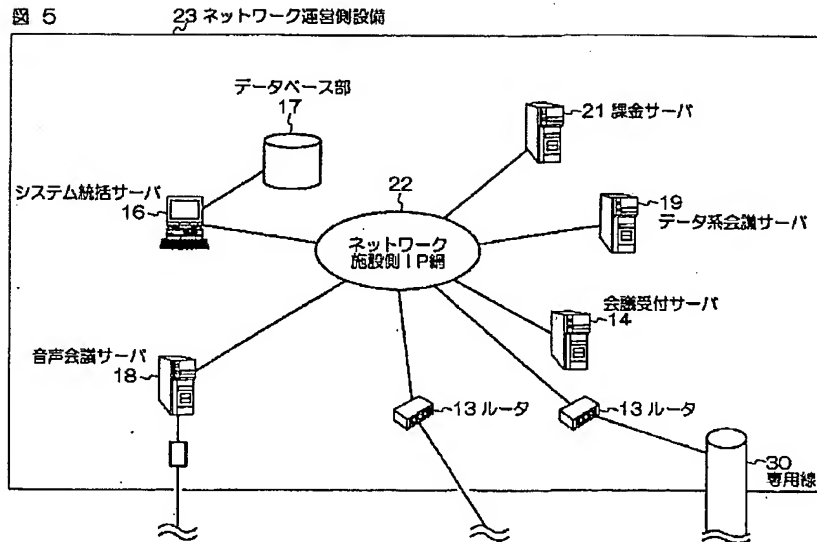 図 5
23 ネットワーク運営側設備
データベース部
17
21 課金サーバ
システム統括サーバ
16
22
ネットワーク
施設側IP網
19
データ系会議サーバ
会議受付サーバ
14
音声会議サーバ
18
13 ルータ
13 ルータ
30
専用線